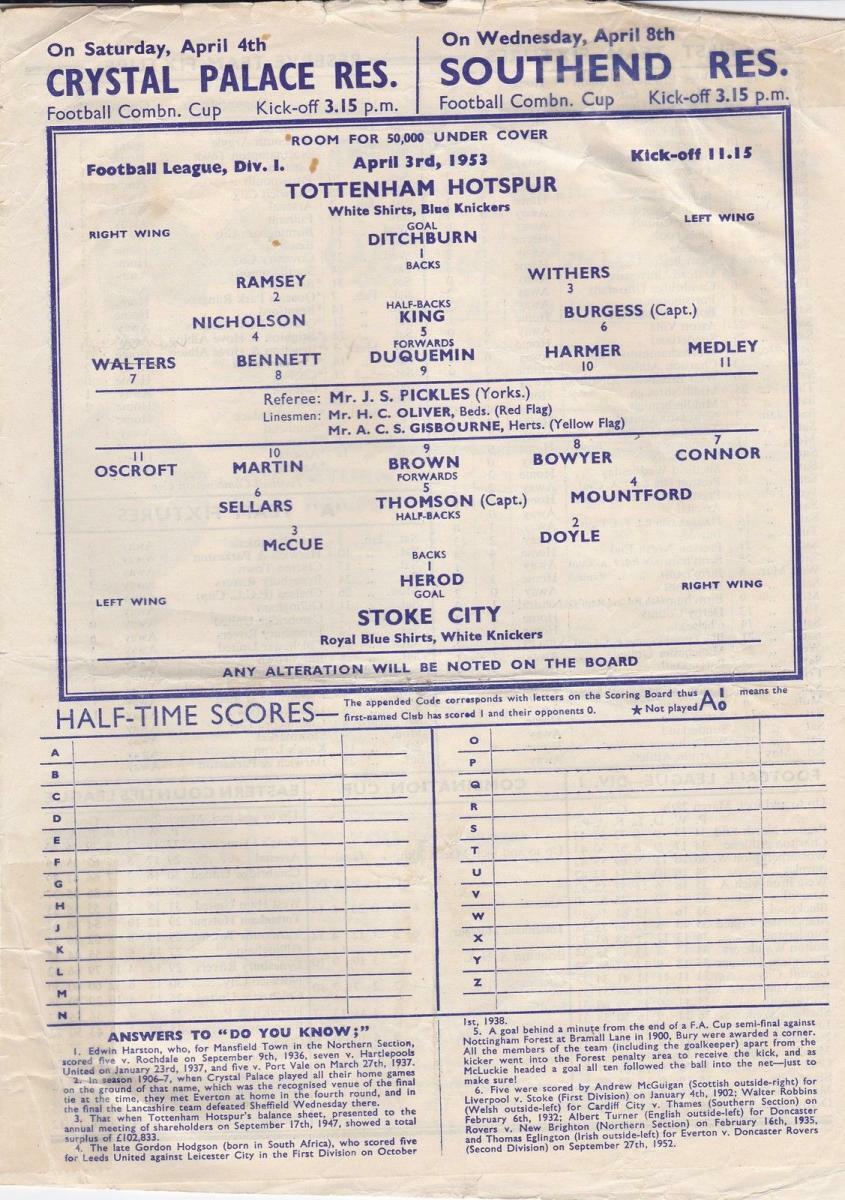 On Saturday, April 4th
CRYSTAL PALACE RES.
Football Combn. Cup Kick-off 3.15 p.m.
On Wednesday, April 8th
SOUTHEND RES.
Football Combn. Cup Kick-off 3.15 p.m.
ROOM FOR 50,000 UNDER COVER
Football League, Div. I. April 3rd, 1953 Kick-off 11.15
TOTTENHAM HOTSPUR
White Shirts, Blue Knickers
RIGHT WING GOAL LEFT WING
DITCHBURN
1
BACKS
RAMSEY WITHERS
2 3
HALF-BACKS
NICHOLSON KING BURGESS (Capt.)
4 5 6
FORWARDS
WALTERS BENNETT DUQUEMIN HARMER MEDLEY
7 8 9 10 11
Referee: Mr. J. S. PICKLES (Yorks.)
Linesmen: Mr. H. C. OLIVER, Beds. (Red Flag)
Mr. A. C. S. GISBOURNE, Herts. (Yellow Flag)
11 10 9 8 7
OSCROFT MARTIN BROWN BOWYER CONNOR
FORWARDS
6 5 4
SELLARS THOMSON (Capt.) MOUNTFORD
HALF-BACKS
3 2
McCUE DOYLE
BACKS
1
HEROD
LEFT WING GOAL RIGHT WING
STOKE CITY
Royal Blue Shirts, White Knickers
ANY ALTERATION WILL BE NOTED ON THE BOARD
HALF-TIME SCORES— The appended Code corresponds with letters on the Scoring Board thus A 1 0 means the
first-named Club has scored 1 and their opponents 0. ★ Not played
A
B
C
D
E
F
G
H
J
K
L
M
N
O
P
Q
R
S
T
U
V
W
X
Y
Z
ANSWERS TO "DO YOU KNOW;"
1. Edwin Harston, who, for Mansfield Town in the Northern Section,
scored five v. Rochdale on September 9th, 1936, seven v. Hartlepools
United on January 23rd, 1937, and five v. Port Vale on March 27th, 1937.
2. In season 1906-7, when Crystal Palace played all their home games
on the ground of that name, which was the recognised venue of the final
tie at the time, they met Everton at home in the fourth round, and in
the final the Lancashire team defeated Sheffield Wednesday there.
3. That when Tottenham Hotspur's balance sheet, presented to the
annual meeting of shareholders on September 17th, 1947, showed a total
surplus of £102,833.
4. The late Gordon Hodgson (born in South Africa), who scored five
for Leeds United against Leicester City in the First Division on October
1st, 1938.
5. A goal behind a minute from the end of a F.A. Cup semi-final against
Nottingham Forest at Bramall Lane in 1900, Bury were awarded a corner.
All the members of the team (including the goalkeeper) apart from the
kicker went into the Forest penalty area to receive the kick, and as
McLuckie headed a goal all ten followed the ball into the net—just to
make sure!
6. Five were scored by Andrew McGuigan (Scottish outside-right) for
Liverpool v. Stoke (First Division) on January 4th, 1902; Walter Robbins
(Welsh outside-left) for Cardiff City v. Thames (Southern Section) on
February 6th, 1932; Albert Turner (English outside-left) for Doncaster
Rovers v. New Brighton (Northern Section) on February 16th, 1935,
and Thomas Eglington (Irish outside-left) for Everton v. Doncaster Rovers
(Second Division) on September 27th, 1952.